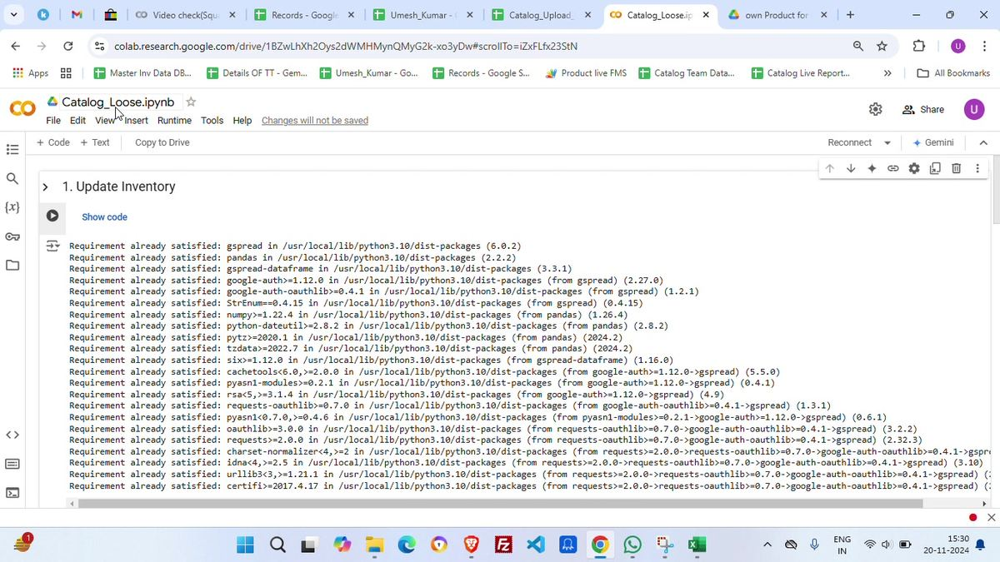 Video check(Squa
Records - Google
Umesh_Kumar - G
Catalog_Upload_
Catalog_Loose.ip
own Product for
colab.research.google.com/drive/1BZwLhXh2Oys2dWMHMynQMyG2k-xo3yDw#scrollTo=iZxFLfx23StN
U
Apps
Master Inv Data DB...
Details OF TT - Gem...
Umesh_Kumar - Go...
Records - Google S...
Product live FMS
Catalog Team Data...
Catalog Live Report...
All Bookmarks
Catalog_Loose.ipynb
File Edit View Insert Runtime Tools Help Changes will not be saved
Share
U
+ Code + Text Copy to Drive
Reconnect
Gemini
1. Update Inventory
Show code
Requirement already satisfied: gspread in /usr/local/lib/python3.10/dist-packages (6.0.2)
Requirement already satisfied: pandas in /usr/local/lib/python3.10/dist-packages (2.2.2)
Requirement already satisfied: gspread-dataframe in /usr/local/lib/python3.10/dist-packages (3.3.1)
Requirement already satisfied: google-auth>=1.12.0 in /usr/local/lib/python3.10/dist-packages (from gspread) (2.27.0)
Requirement already satisfied: google-auth-oauthlib>=0.4.1 in /usr/local/lib/python3.10/dist-packages (from gspread) (1.2.1)
Requirement already satisfied: StrEnum==0.4.15 in /usr/local/lib/python3.10/dist-packages (from gspread) (0.4.15)
Requirement already satisfied: numpy>=1.22.4 in /usr/local/lib/python3.10/dist-packages (from pandas) (1.26.4)
Requirement already satisfied: python-dateutil>=2.8.2 in /usr/local/lib/python3.10/dist-packages (from pandas) (2.8.2)
Requirement already satisfied: pytz>=2020.1 in /usr/local/lib/python3.10/dist-packages (from pandas) (2024.2)
Requirement already satisfied: tzdata>=2022.7 in /usr/local/lib/python3.10/dist-packages (from pandas) (2024.2)
Requirement already satisfied: six>=1.12.0 in /usr/local/lib/python3.10/dist-packages (from gspread-dataframe) (1.16.0)
Requirement already satisfied: cachetools<6.0,>=2.0.0 in /usr/local/lib/python3.10/dist-packages (from google-auth>=1.12.0->gspread) (5.5.0)
Requirement already satisfied: pyasn1-modules>=0.2.1 in /usr/local/lib/python3.10/dist-packages (from google-auth>=1.12.0->gspread) (0.4.1)
Requirement already satisfied: rsa<5,>=3.1.4 in /usr/local/lib/python3.10/dist-packages (from google-auth>=1.12.0->gspread) (4.9)
Requirement already satisfied: requests-oauthlib>=0.7.0 in /usr/local/lib/python3.10/dist-packages (from google-auth-oauthlib>=0.4.1->gspread) (1.3.1)
Requirement already satisfied: pyasn1<0.7.0,>=0.4.6 in /usr/local/lib/python3.10/dist-packages (from pyasn1-modules>=0.2.1->google-auth>=1.12.0->gspread) (0.6.1)
Requirement already satisfied: oauthlib>=3.0.0 in /usr/local/lib/python3.10/dist-packages (from requests-oauthlib>=0.7.0->google-auth-oauthlib>=0.4.1->gspread) (3.2.2)
Requirement already satisfied: requests>=2.0.0 in /usr/local/lib/python3.10/dist-packages (from requests-oauthlib>=0.7.0->google-auth-oauthlib>=0.4.1->gspread) (2.32.3)
Requirement already satisfied: charset-normalizer<4,>=2 in /usr/local/lib/python3.10/dist-packages (from requests>=2.0.0->requests-oauthlib>=0.7.0->google-auth-oauthlib>=0.4.1->gspre
Requirement already satisfied: idna<4,>=2.5 in /usr/local/lib/python3.10/dist-packages (from requests>=2.0.0->requests-oauthlib>=0.7.0->google-auth-oauthlib>=0.4.1->gspread) (3.10)
Requirement already satisfied: urllib3<3,>=1.21.1 in /usr/local/lib/python3.10/dist-packages (from requests>=2.0.0->requests-oauthlib>=0.7.0->google-auth-oauthlib>=0.4.1->gspread) (2
Requirement already satisfied: certifi>=2017.4.17 in /usr/local/lib/python3.10/dist-packages (from requests>=2.0.0->requests-oauthlib>=0.7.0->google-auth-oauthlib>=0.4.1->gspread) (2
1
ENG
IN
15:30
20-11-2024